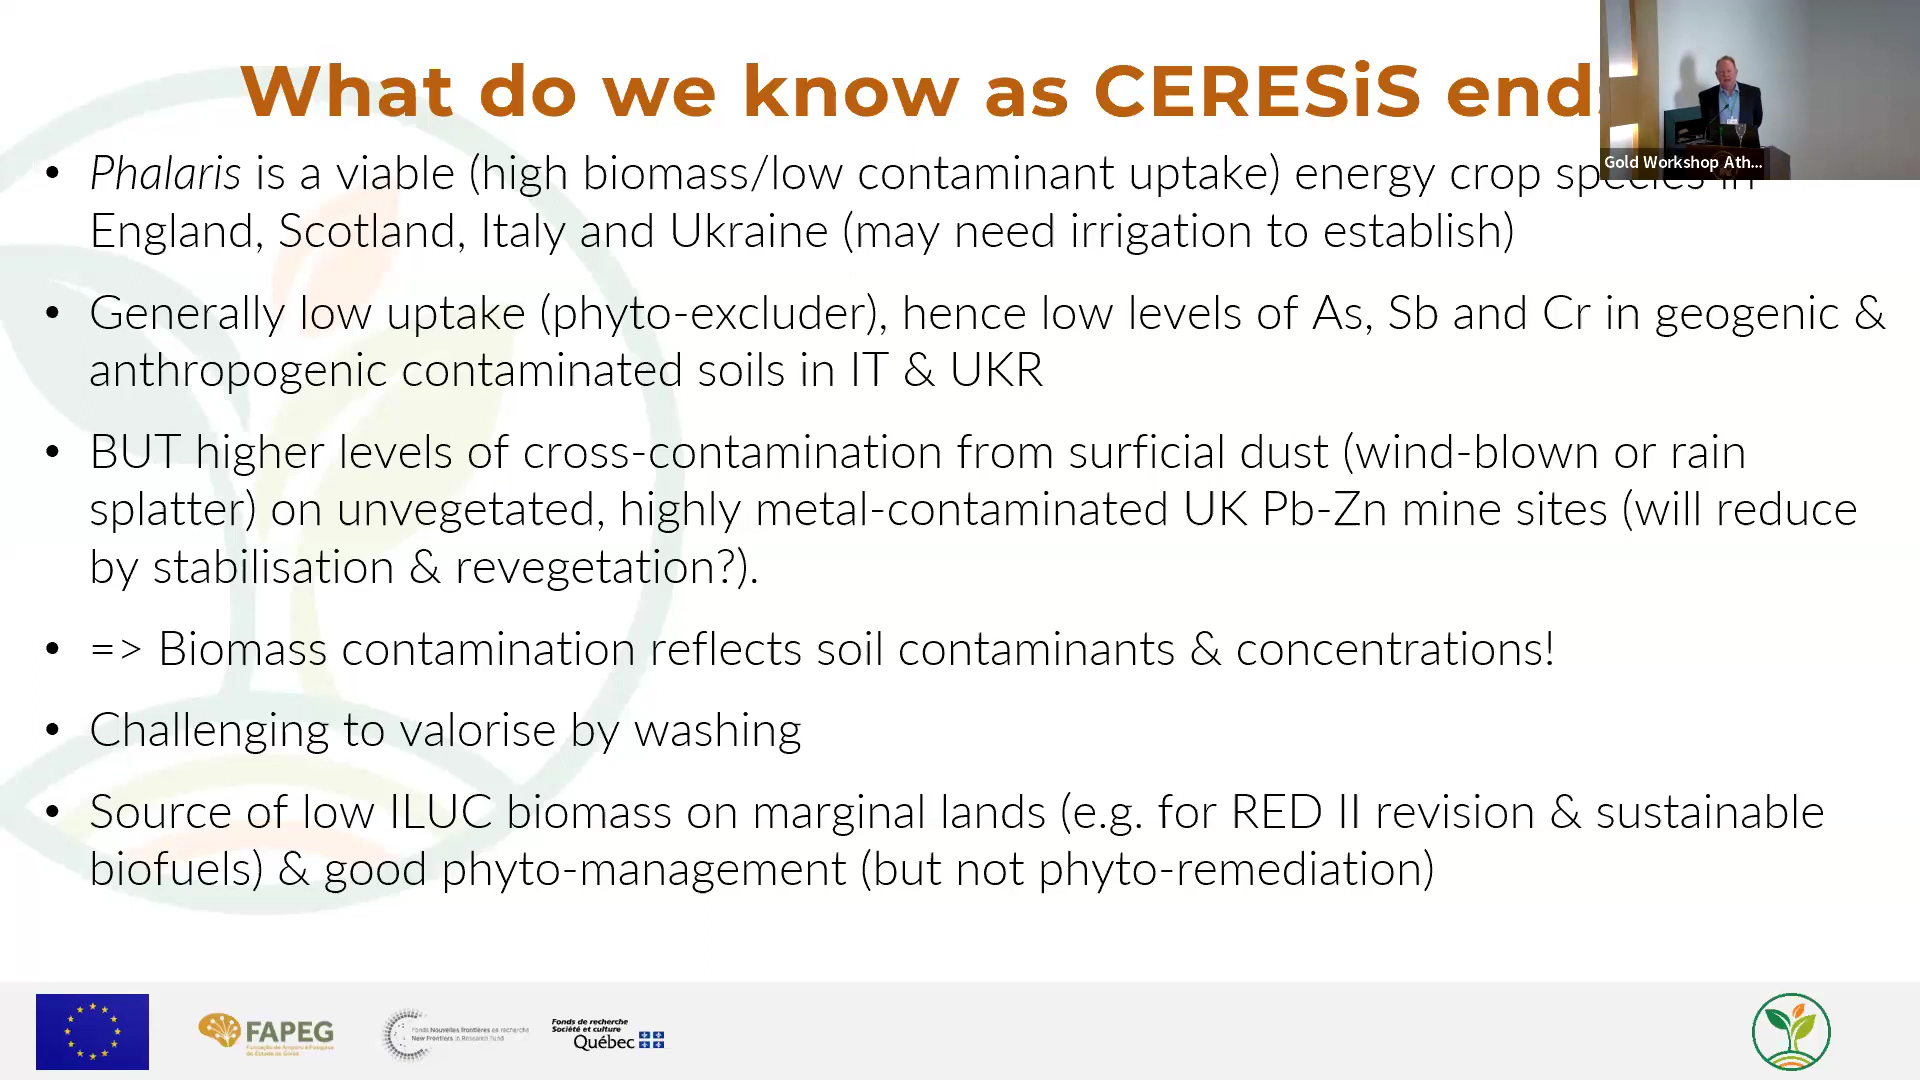 What do we know as CERESiS ends
Gold Workshop Ath...
• Phalaris is a viable (high biomass/low contaminant uptake) energy crop species in
England, Scotland, Italy and Ukraine (may need irrigation to establish)
• Generally low uptake (phyto-excluder), hence low levels of As, Sb and Cr in geogenic &
anthropogenic contaminated soils in IT & UKR
• BUT higher levels of cross-contamination from surficial dust (wind-blown or rain
splatter) on unvegetated, highly metal-contaminated UK Pb-Zn mine sites (will reduce
by stabilisation & revegetation?).
• => Biomass contamination reflects soil contaminants & concentrations!
• Challenging to valorise by washing
• Source of low ILUC biomass on marginal lands (e.g. for RED II revision & sustainable
biofuels) & good phyto-management (but not phyto-remediation)
FAPEG
Fundação de Amparo à Pesquisa
do Estado de Goiás
Fonds Nouvelles frontières en recherche
New Frontiers in Research Fund
Fonds de recherche
Société et culture
Québec